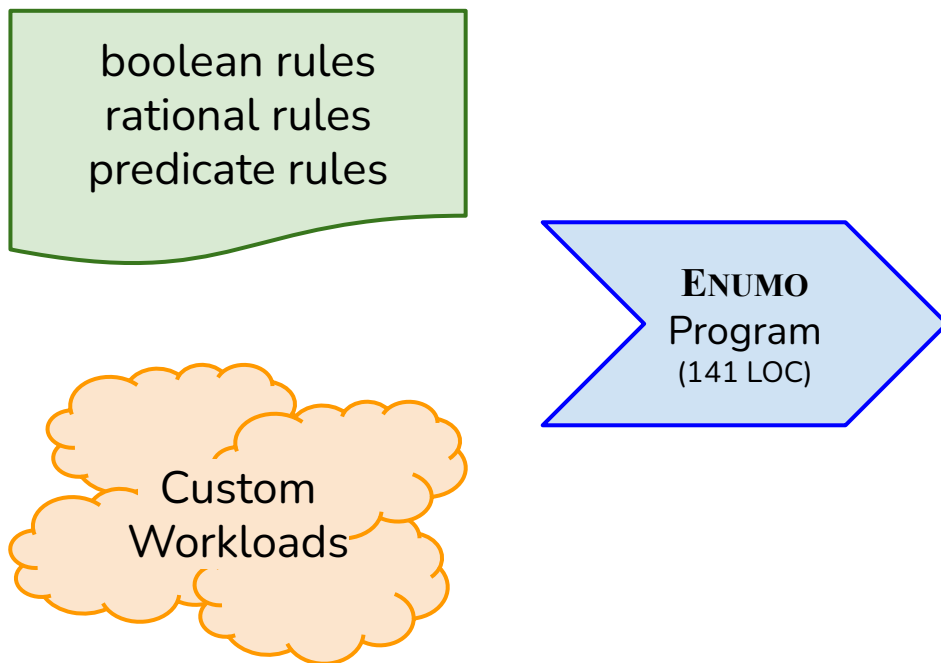 boolean rules
rational rules
predicate rules
ENUMO
Program
(141 LOC)
Custom
Workloads